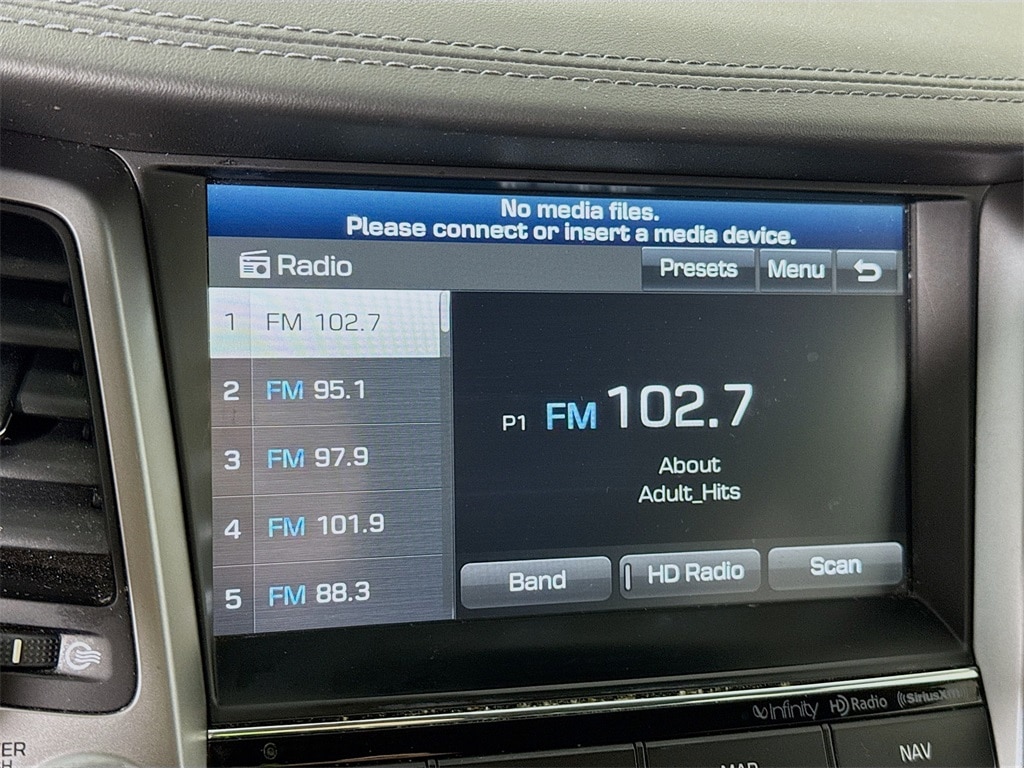 No media files.
Please connect or insert a media device.
Radio
Presets
Menu
1 FM 102.7
2 FM 95.1
3 FM 97.9
4 FM 101.9
5 FM 88.3
P1 FM 102.7
About
Adult_Hits
Band
HD Radio
Scan
Infinity
HD Radio
SiriusXM
MAP
NAV